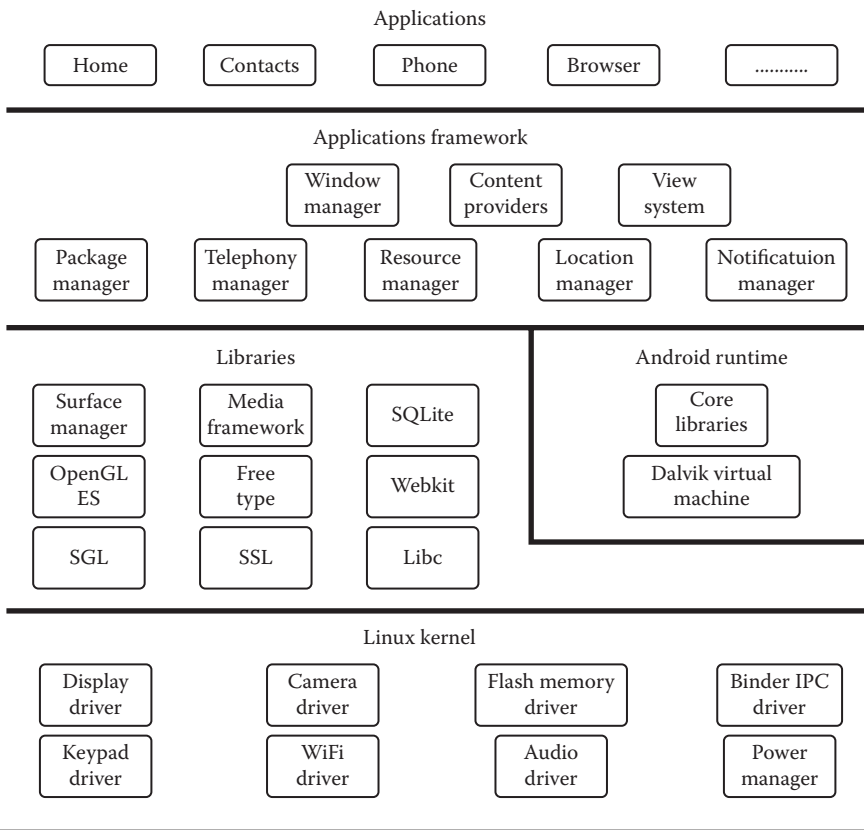 Applications
Home
Contacts
Phone
Browser
...........
Applications framework
Window
manager
Content
providers
View
system
Package
manager
Telephony
manager
Resource
manager
Location
manager
Notificatuion
manager
Libraries
Surface
manager
Media
framework
SQLite
OpenGL
ES
Free
type
Webkit
SGL
SSL
Libc
Android runtime
Core
libraries
Dalvik virtual
machine
Linux kernel
Display
driver
Camera
driver
Flash memory
driver
Binder IPC
driver
Keypad
driver
WiFi
driver
Audio
driver
Power
manager